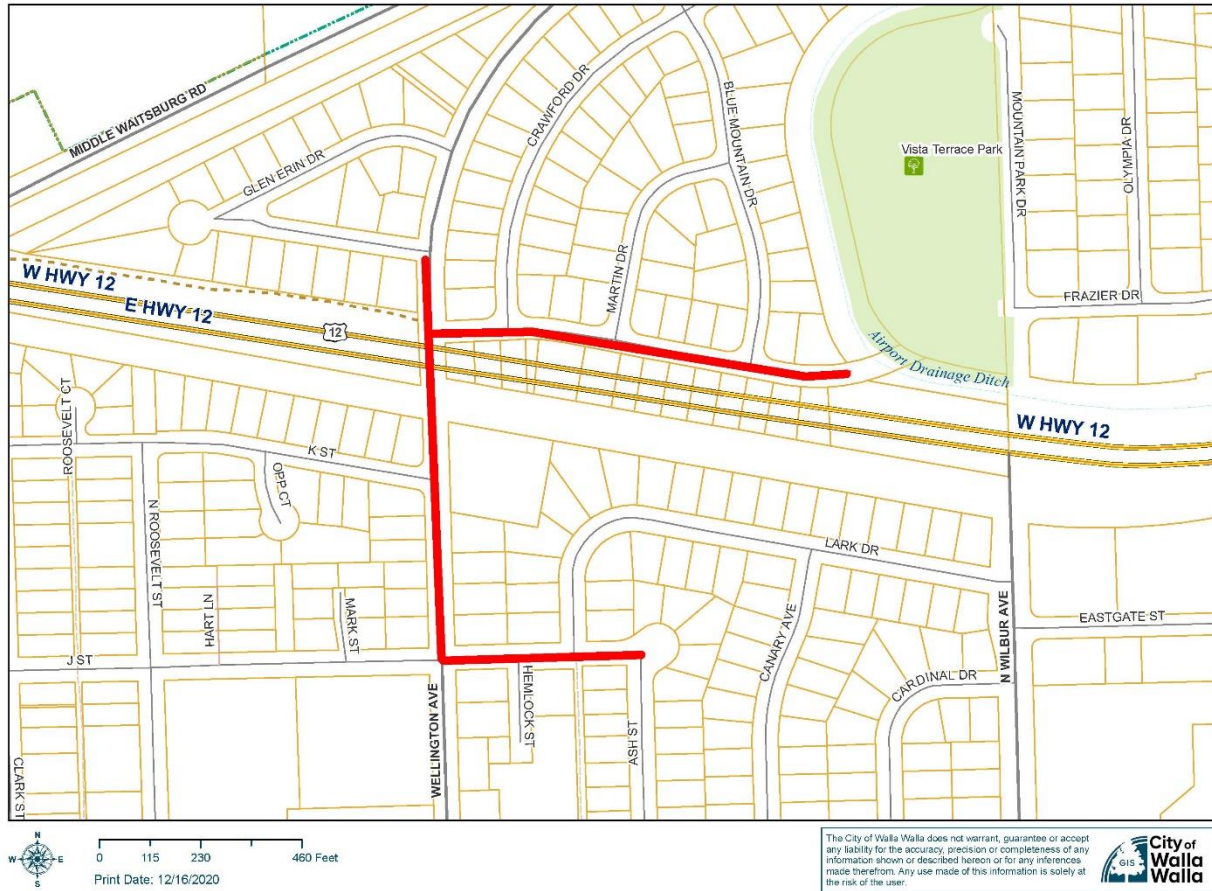 MIDDLE WAITSBURG RD
GLEN ERIN DR
CRAWFORD DR
BLUE MOUNTAIN DR
MARTIN DR
Vista Terrace Park
MOUNTAIN PARK DR
OLYMPIA DR
FRAZIER DR
Airport Drainage Ditch
W HWY 12
E HWY 12
12
W HWY 12
ROOSEVELT CT
K ST
OPP CT
N ROOSEVELT ST
HART LN
MARK ST
J ST
CLARK ST
WELLINGTON AVE
HEMLOCK ST
ASH ST
LARK DR
CANARY AVE
CARDINAL DR
N WILBUR AVE
EASTGATE ST
N
W E
S
0 115 230 460 Feet
Print Date: 12/16/2020
The City of Walla Walla does not warrant, guarantee or accept
any liability for the accuracy, precision or completeness of any
information shown or described hereon or for any inferences
made therefrom. Any use made of this information is solely at
the risk of the user.
GIS
City of
Walla
Walla